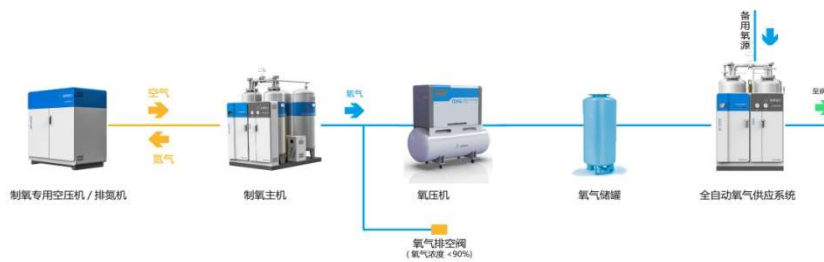 备用氧源
空气
氮气
氧气
制氧专用空压机 / 排氮机
制氧主机
氧压机
氧气储罐
全自动氧气供应系统
氧气排空阀
( 氧气浓度 <90%)